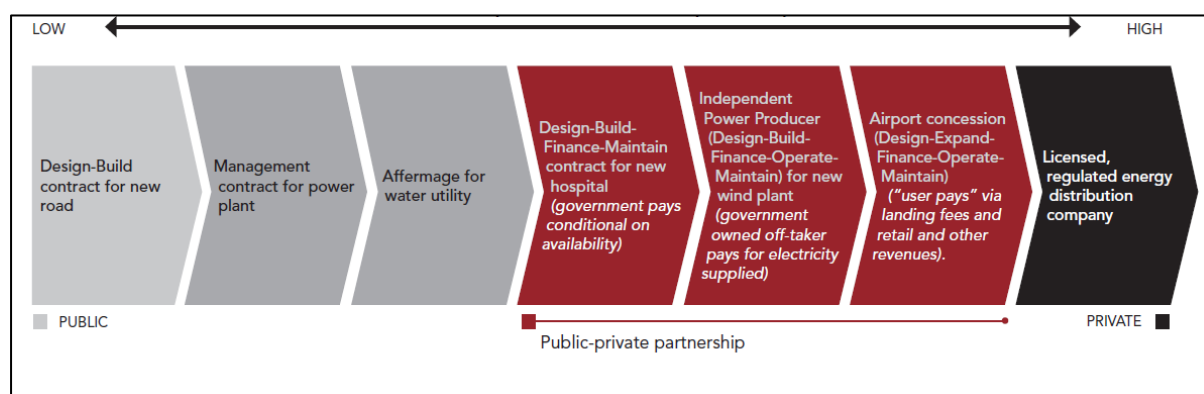 LOW
HIGH
Design-Build
contract for new
road
Management
contract for power
plant
Affermage for
water utility
Design-Build-
Finance-Maintain
contract for new
hospital
(government pays
conditional on
availability)
Independent
Power Producer
(Design-Build-
Finance-Operate-
Maintain) for new
wind plant
(government
owned off-taker
pays for electricity
supplied)
Airport concession
(Design-Expand-
Finance-Operate-
Maintain)
("user pays" via
landing fees and
retail and other
revenues).
Licensed,
regulated energy
distribution
company
PUBLIC
Public-private partnership
PRIVATE